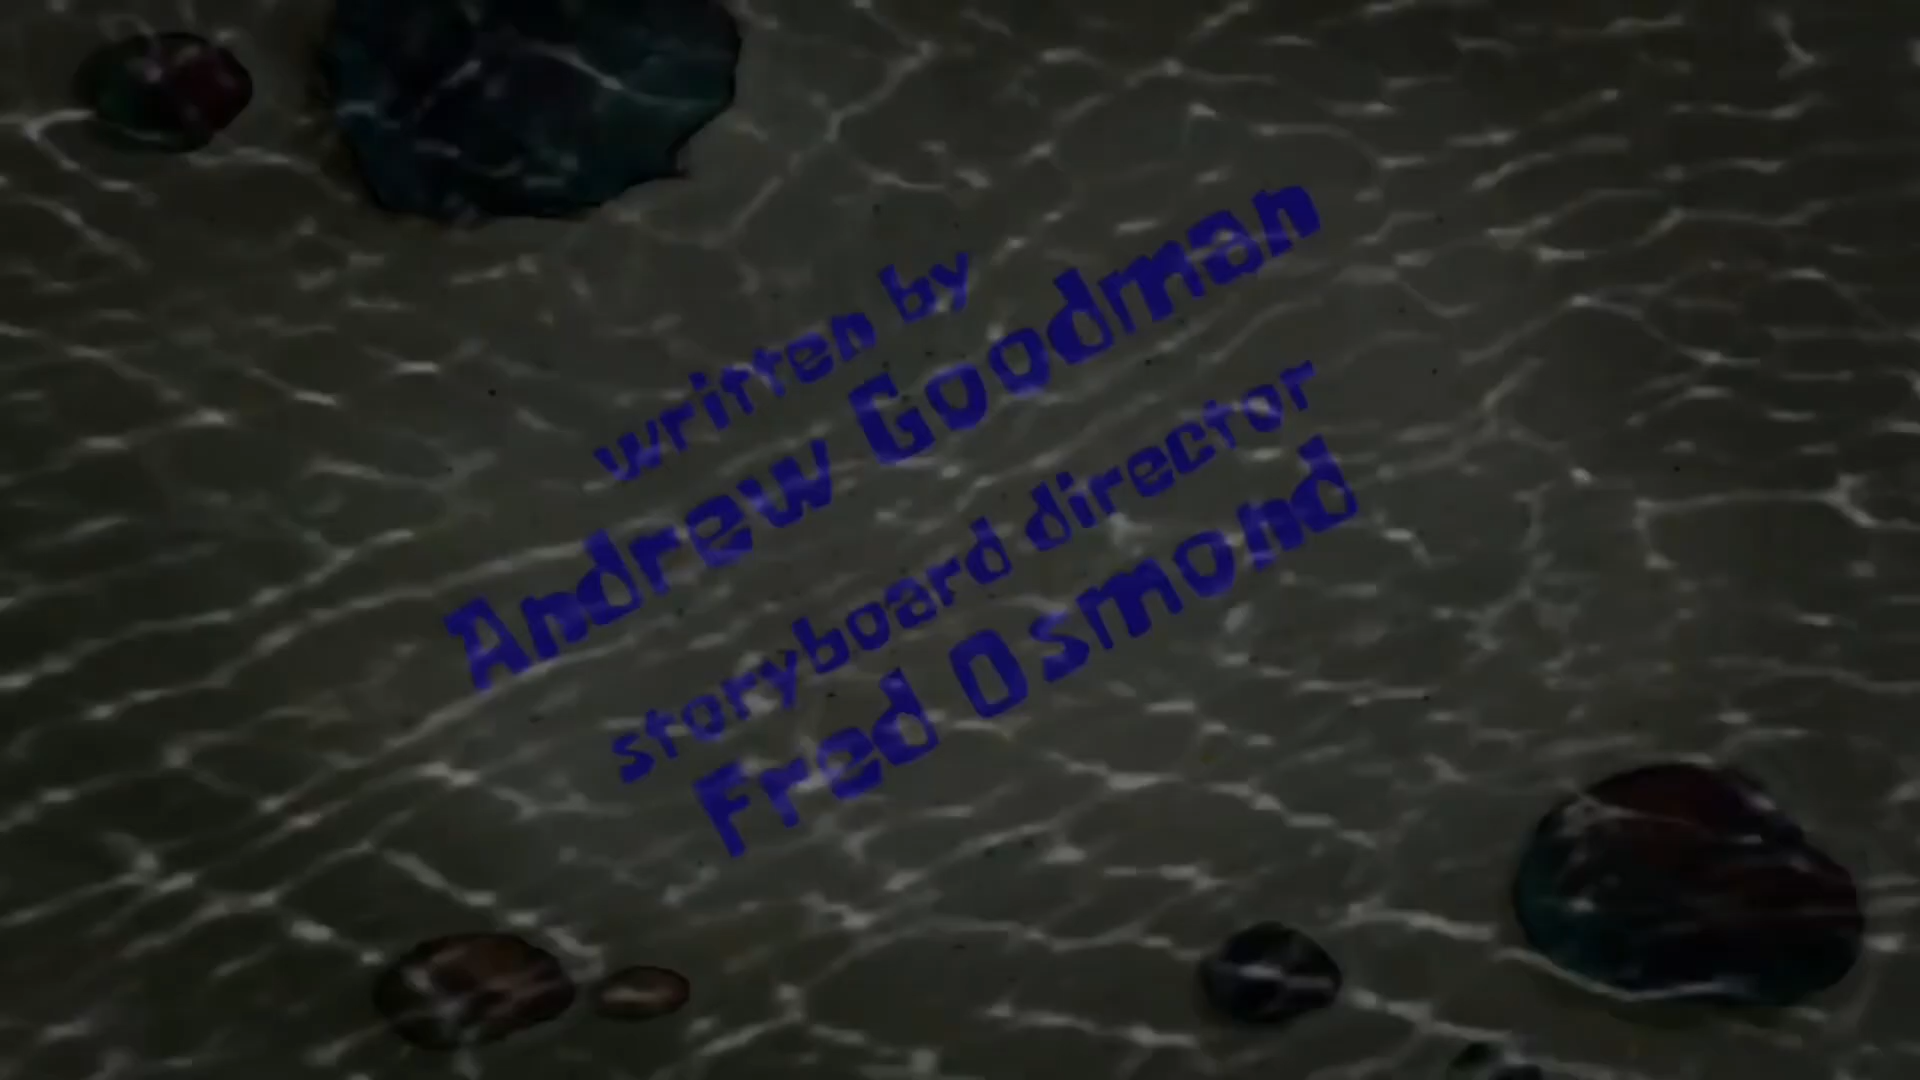 written by
Andrew Goodman
storyboard director
Fred Osmond